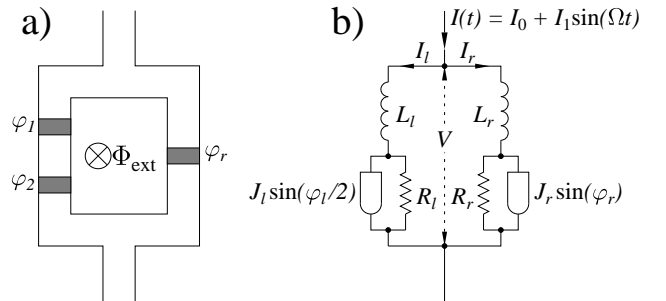 a)
φ1
φ2
Φext
φr
b)
I(t) = I0 + I1sin(Ωt)
Il Ir
Ll Lr
V
Jl sin(φl/2) Rl Rr Jr sin(φr)